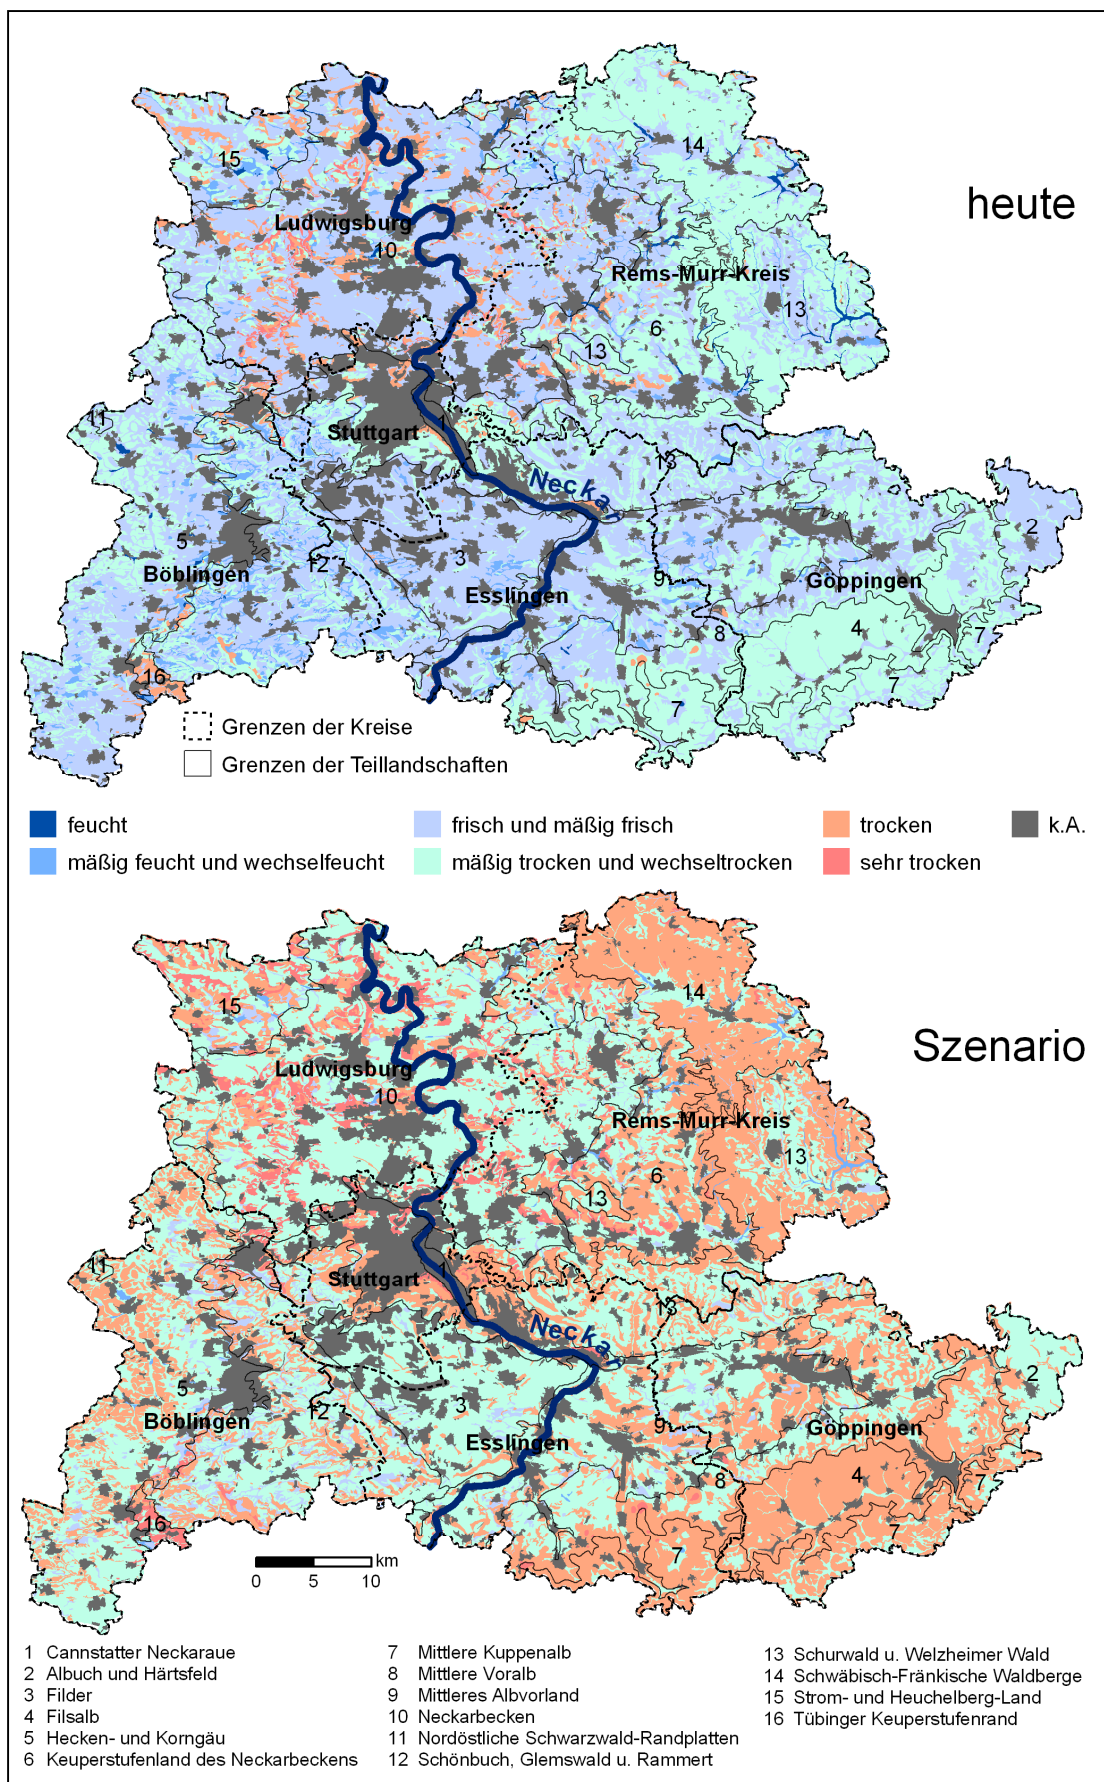 heute
15
14
Ludwigsburg
10
Rems-Murr-Kreis
13
6
13
11
1
Stuttgart
13
Neckar
2
5
3
Böblingen
12
9
Göppingen
Esslingen
8
4
7
16
7
7
Grenzen der Kreise
Grenzen der Teillandschaften
feucht
frisch und mäßig frisch
trocken
k.A.
mäßig feucht und wechselfeucht
mäßig trocken und wechseltrocken
sehr trocken
Szenario
15
14
Ludwigsburg
10
Rems-Murr-Kreis
13
6
13
11
1
Stuttgart
13
Neckar
2
5
3
Böblingen
12
9
Göppingen
Esslingen
8
4
7
16
7
7
km
0 5 10
1 Cannstatter Neckaraue
2 Albuch und Härtsfeld
3 Filder
4 Filsalb
5 Hecken- und Korngäu
6 Keuperstufenland des Neckarbeckens
7 Mittlere Kuppenalb
8 Mittlere Voralb
9 Mittleres Albvorland
10 Neckarbecken
11 Nordöstliche Schwarzwald-Randplatten
12 Schönbuch, Glemswald u. Rammert
13 Schurwald u. Welzheimer Wald
14 Schwäbisch-Fränkische Waldberge
15 Strom- und Heuchelberg-Land
16 Tübinger Keuperstufenrand